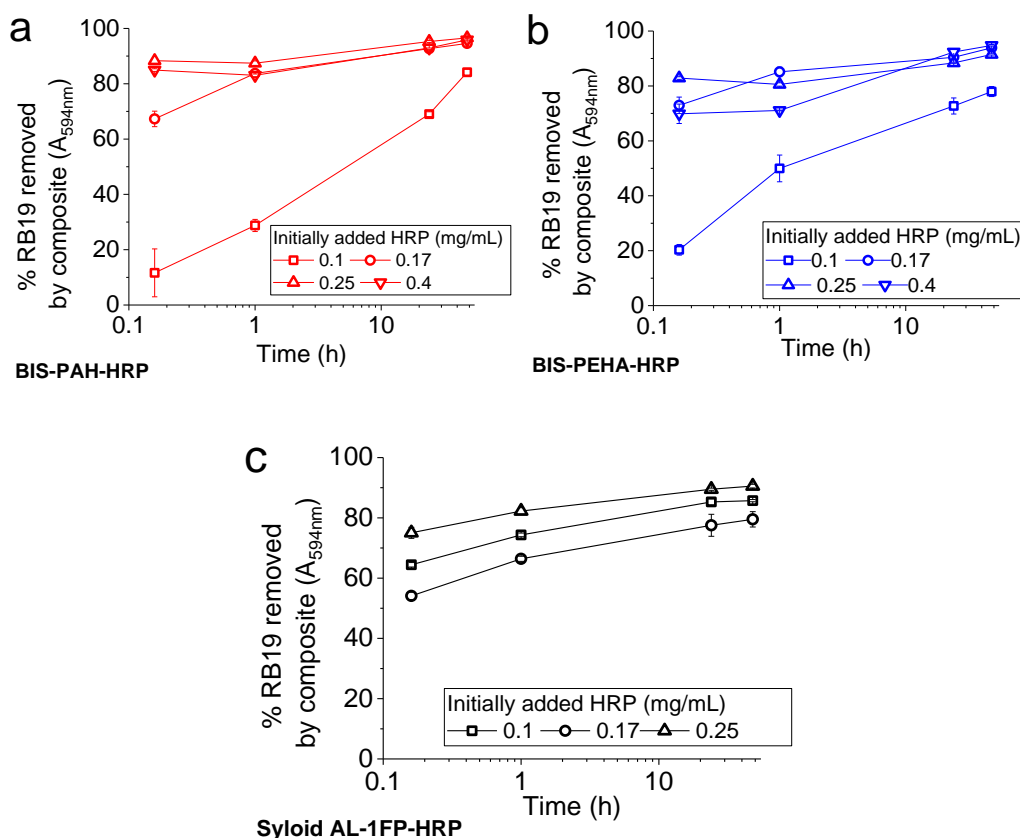 a
% RB19 removed
by composite (A594nm)
100
80
60
40
20
0
Initially added HRP (mg/mL)
0.1 0.17
0.25 0.4
0.1 1 10
Time (h)
BIS-PAH-HRP
b
% RB19 removed
by composite (A594nm)
100
80
60
40
20
0
Initially added HRP (mg/mL)
0.1 0.17
0.25 0.4
0.1 1 10
Time (h)
BIS-PEHA-HRP
c
% RB19 removed
by composite (A594nm)
100
80
60
40
20
0
Initially added HRP (mg/mL)
0.1 0.17 0.25
0.1 1 10
Time (h)
Syloid AL-1FP-HRP